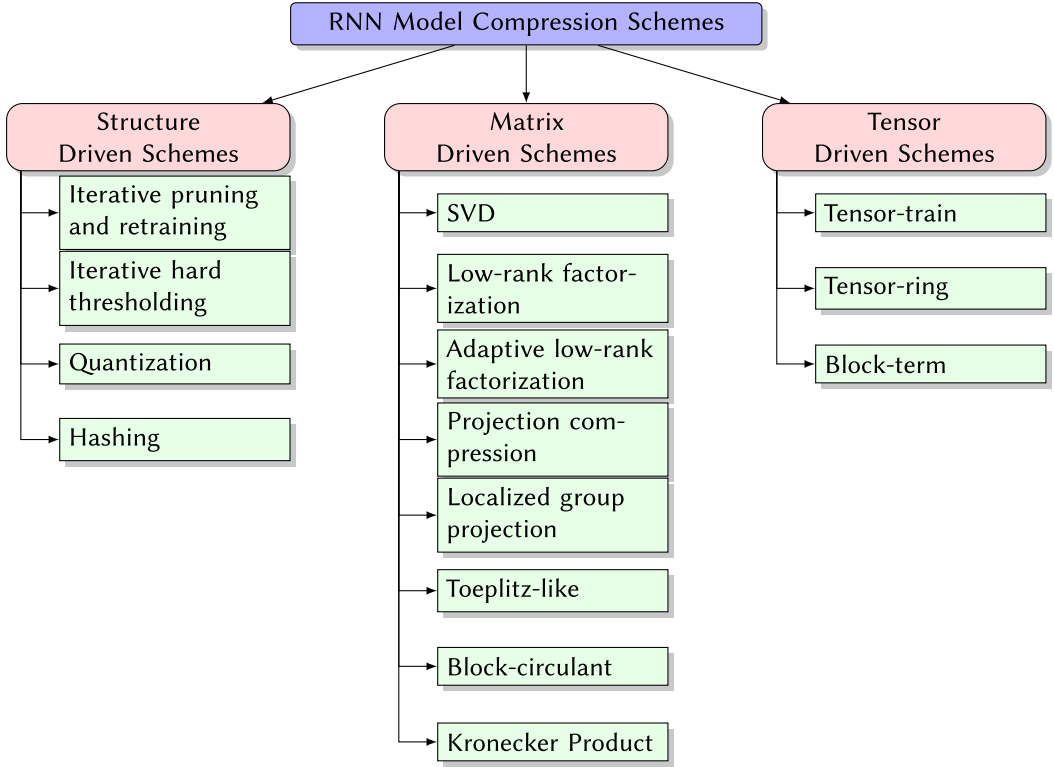 RNN Model Compression Schemes
Structure
Driven Schemes
Iterative pruning
and retraining
Iterative hard
thresholding
Quantization
Hashing
Matrix
Driven Schemes
SVD
Low-rank factor-
ization
Adaptive low-rank
factorization
Projection com-
pression
Localized group
projection
Toeplitz-like
Block-circulant
Kronecker Product
Tensor
Driven Schemes
Tensor-train
Tensor-ring
Block-term